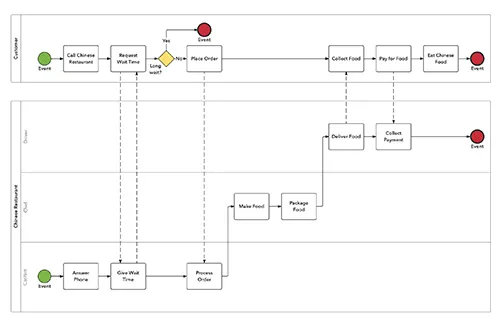 Customer
Yes
Event
Event
Call Chinese
Restaurant
Request
Wait Time
Long
wait?
No
Place Order
Collect Food
Pay for Food
Eat Chinese
Food
Event
Chinese Restaurant
Driver
Deliver Food
Collect
Payment
Event
Chef
Make Food
Package
Food
Event
Answer
Phone
Give Wait
Time
Process
Order